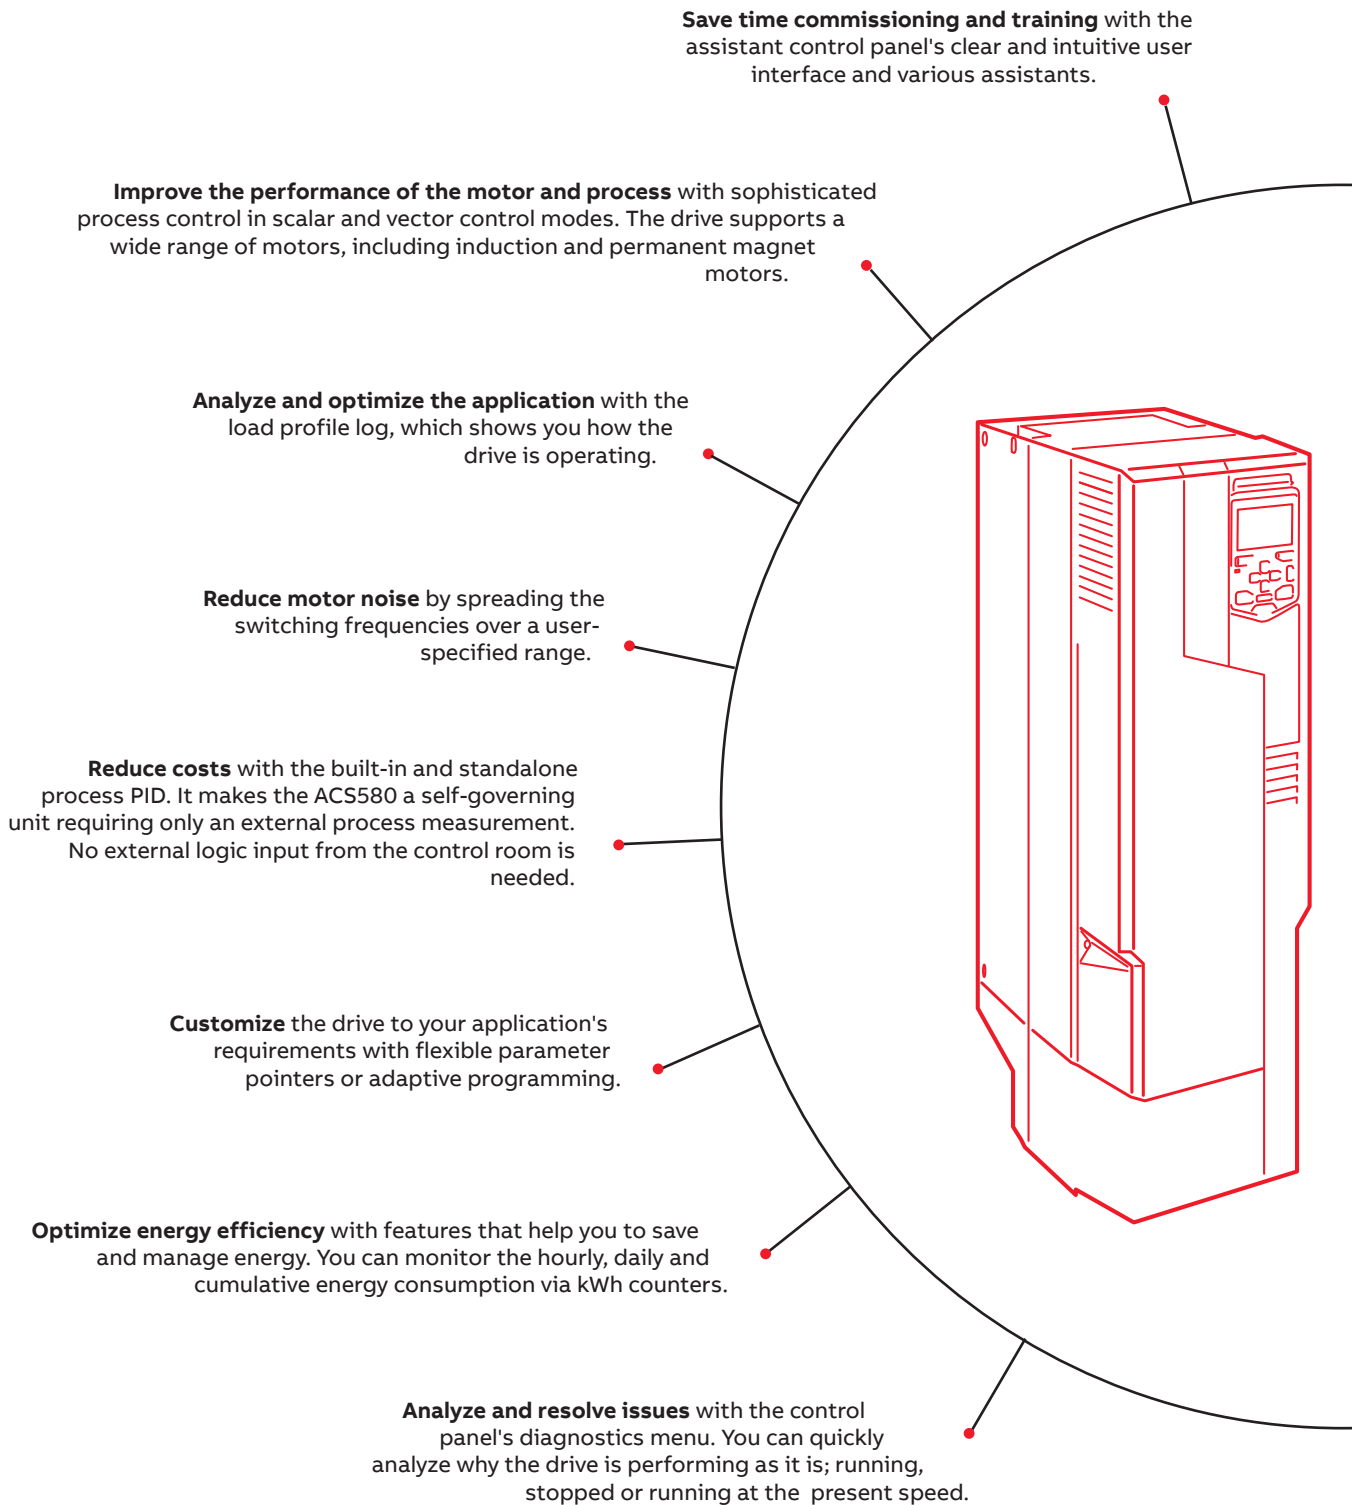 Save time commissioning and training with the
assistant control panel's clear and intuitive user
interface and various assistants.
Improve the performance of the motor and process with sophisticated
process control in scalar and vector control modes. The drive supports a
wide range of motors, including induction and permanent magnet
motors.
Analyze and optimize the application with the
load profile log, which shows you how the
drive is operating.
Reduce motor noise by spreading the
switching frequencies over a user-
specified range.
Reduce costs with the built-in and standalone
process PID. It makes the ACS580 a self-governing
unit requiring only an external process measurement.
No external logic input from the control room is
needed.
Customize the drive to your application's
requirements with flexible parameter
pointers or adaptive programming.
Optimize energy efficiency with features that help you to save
and manage energy. You can monitor the hourly, daily and
cumulative energy consumption via kWh counters.
Analyze and resolve issues with the control
panel's diagnostics menu. You can quickly
analyze why the drive is performing as it is; running,
stopped or running at the present speed.